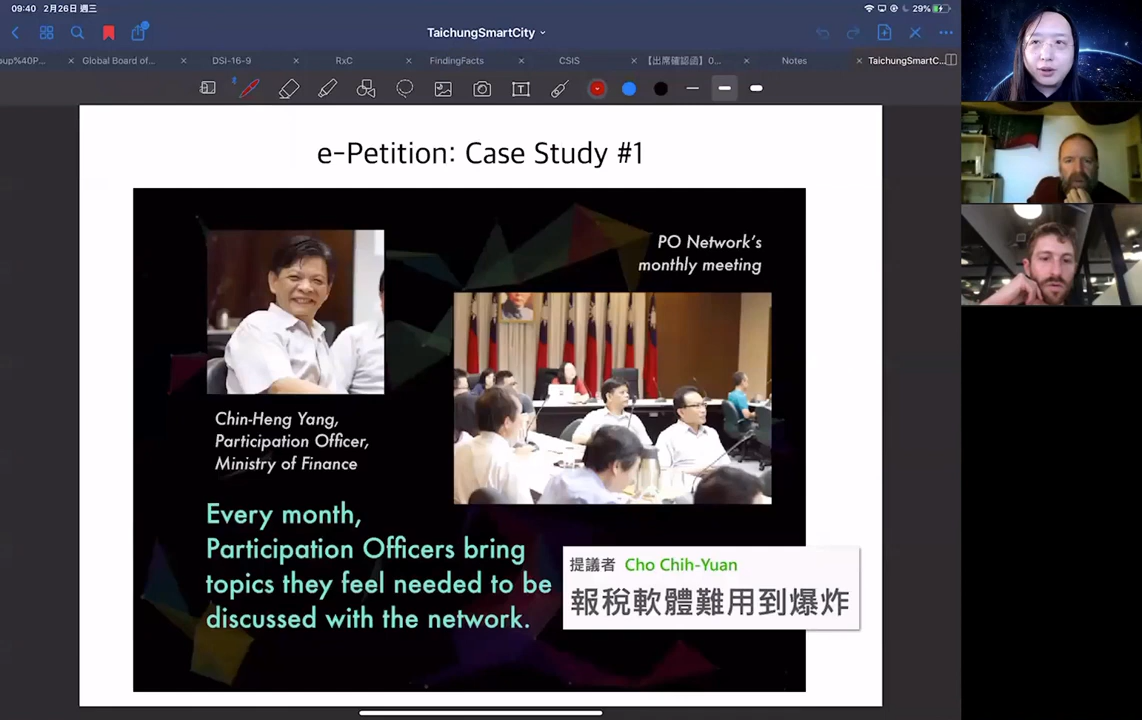 09:40 2月26日 週三
29%
TaichungSmartCity
Global Board of...
DSI-16-9
RxC
FindingFacts
CSIS
【出席確認函】0...
Notes
TaichungSmartC...
e-Petition: Case Study #1
PO Network's
monthly meeting
Chin-Heng Yang,
Participation Officer,
Ministry of Finance
Every month,
Participation Officers bring
topics they feel needed to be
discussed with the network.
提議者 Cho Chih-Yuan
報稅軟體難用到爆炸